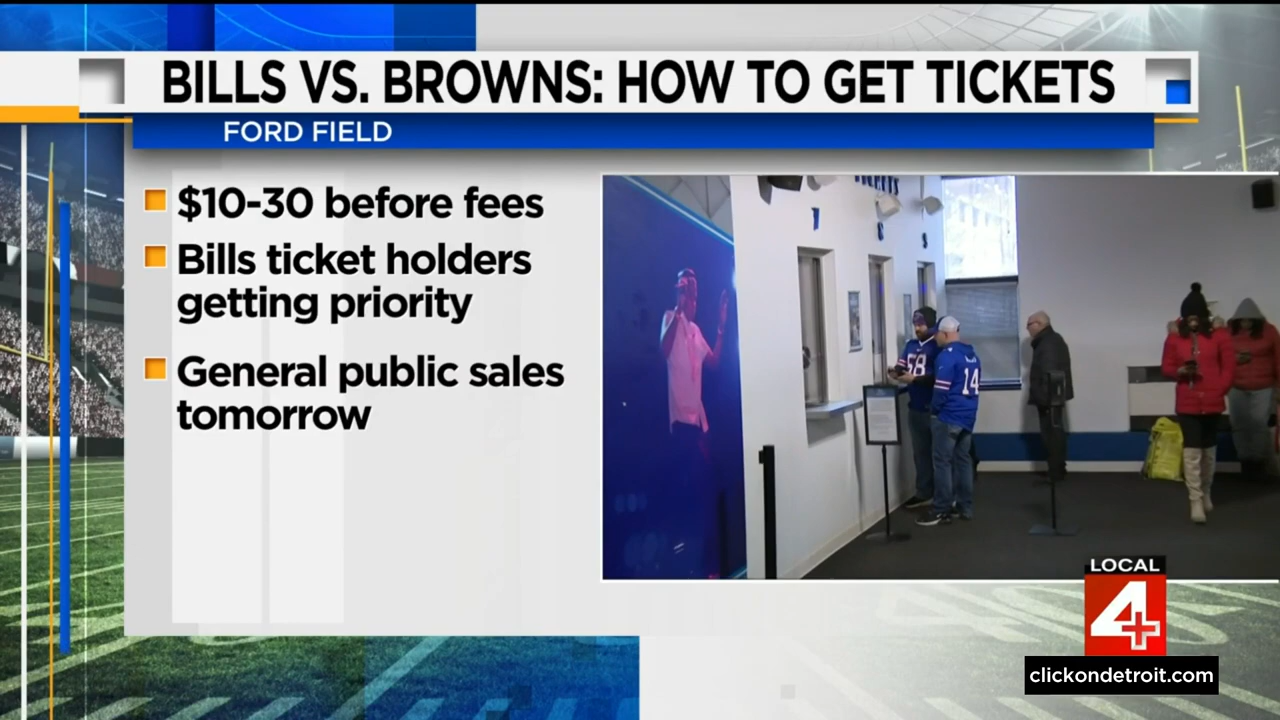 BILLS VS. BROWNS: HOW TO GET TICKETS
FORD FIELD
$10-30 before fees
Bills ticket holders
getting priority
General public sales
tomorrow
58
14
LOCAL
4
clickondetroit.com